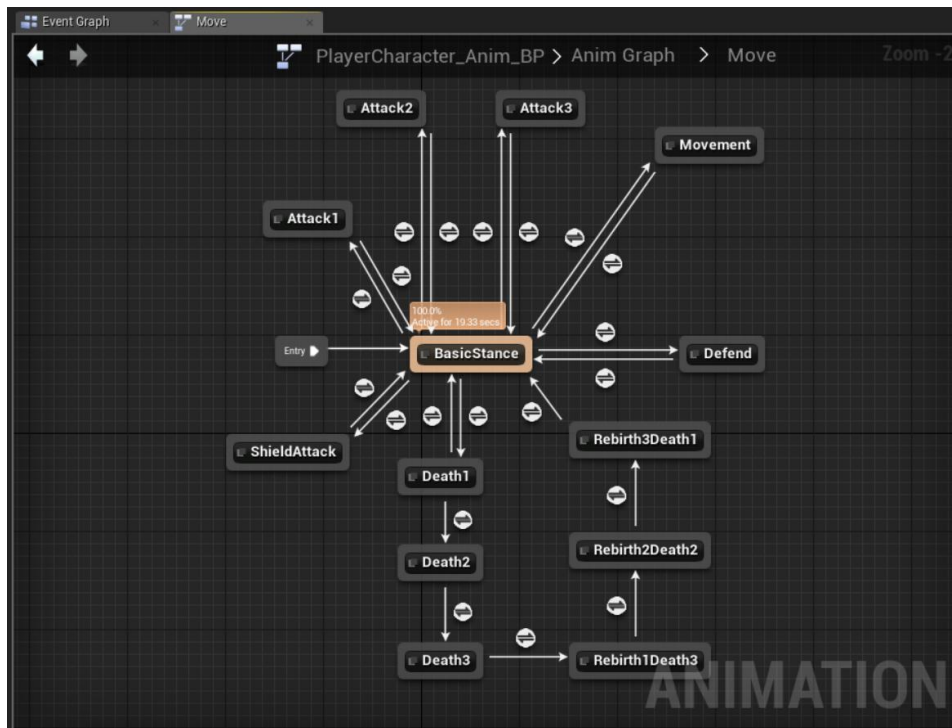 Event Graph
Move
PlayerCharacter_Anim_BP > Anim Graph > Move
Zoom -2
Attack2
Attack3
Movement
Attack1
100.0%
Active for 19.33 secs
Entry
BasicStance
Defend
Rebirth3Death1
ShieldAttack
Death1
Rebirth2Death2
Death2
Death3
Rebirth1Death3
ANIMATION